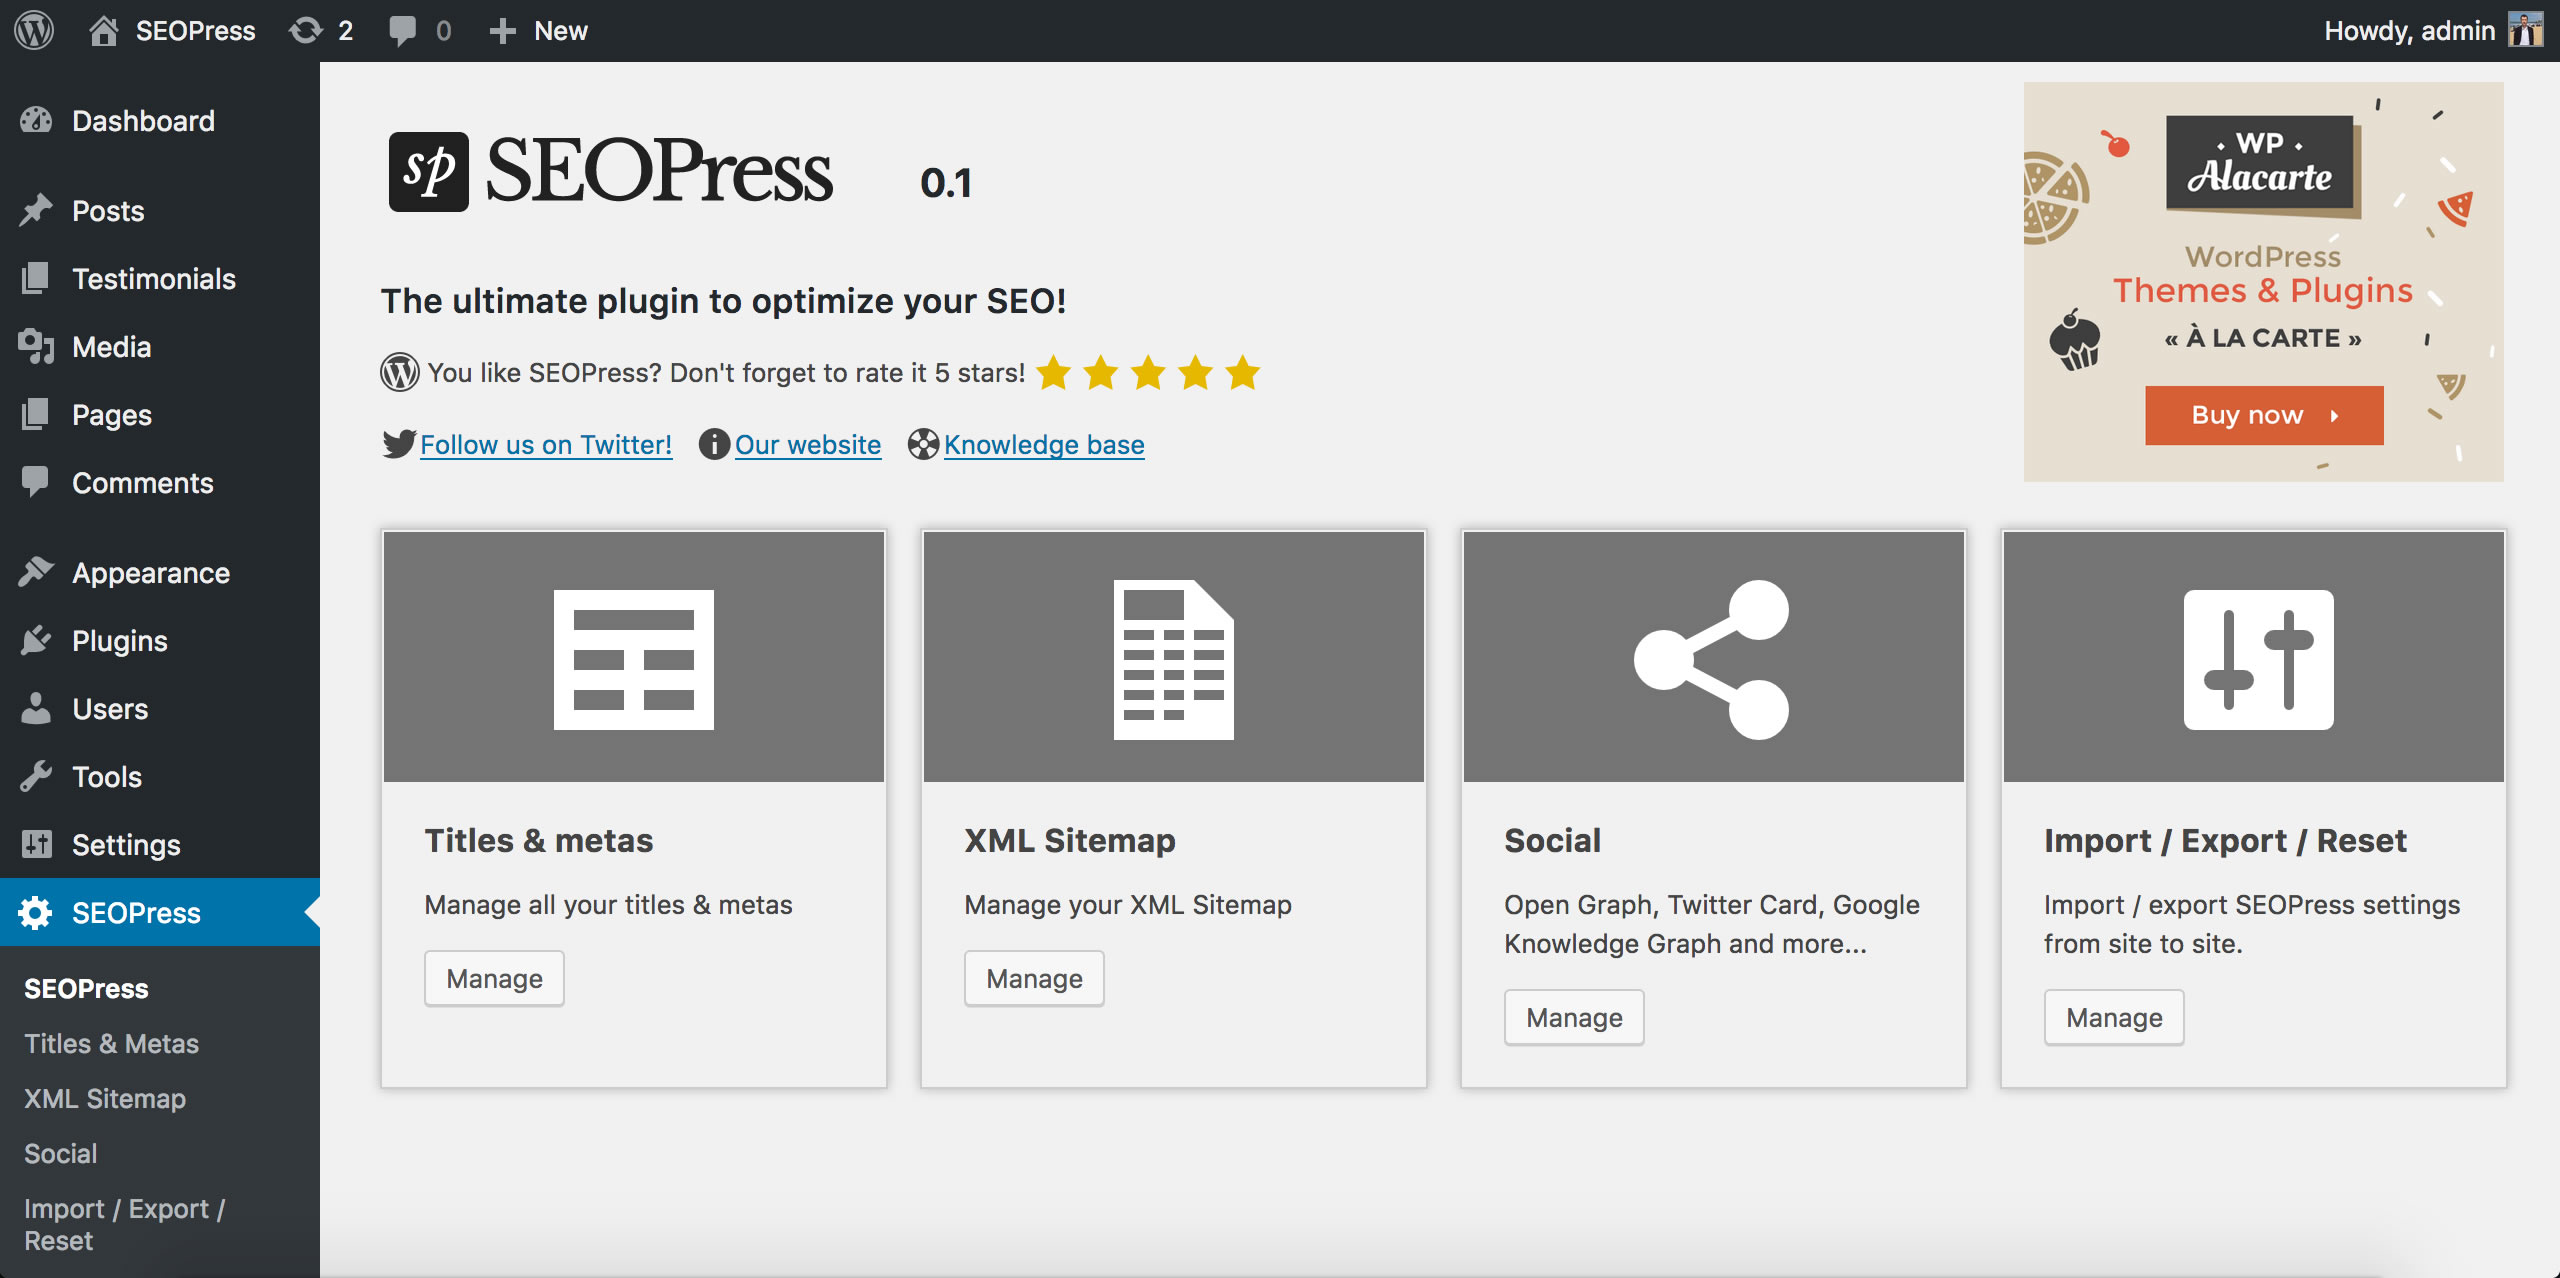 SEOPress 2 0 New Howdy, admin
Dashboard
Posts
Testimonials
Media
Pages
Comments
Appearance
Plugins
Users
Tools
Settings
SEOPress
SEOPress
Titles & Metas
XML Sitemap
Social
Import / Export /
Reset
sp SEOPress 0.1
The ultimate plugin to optimize your SEO!
You like SEOPress? Don't forget to rate it 5 stars!
Follow us on Twitter! Our website Knowledge base
WP
Alacarte
WordPress
Themes & Plugins
« À LA CARTE »
Buy now
Titles & metas
Manage all your titles & metas
Manage
XML Sitemap
Manage your XML Sitemap
Manage
Social
Open Graph, Twitter Card, Google
Knowledge Graph and more...
Manage
Import / Export / Reset
Import / export SEOPress settings
from site to site.
Manage